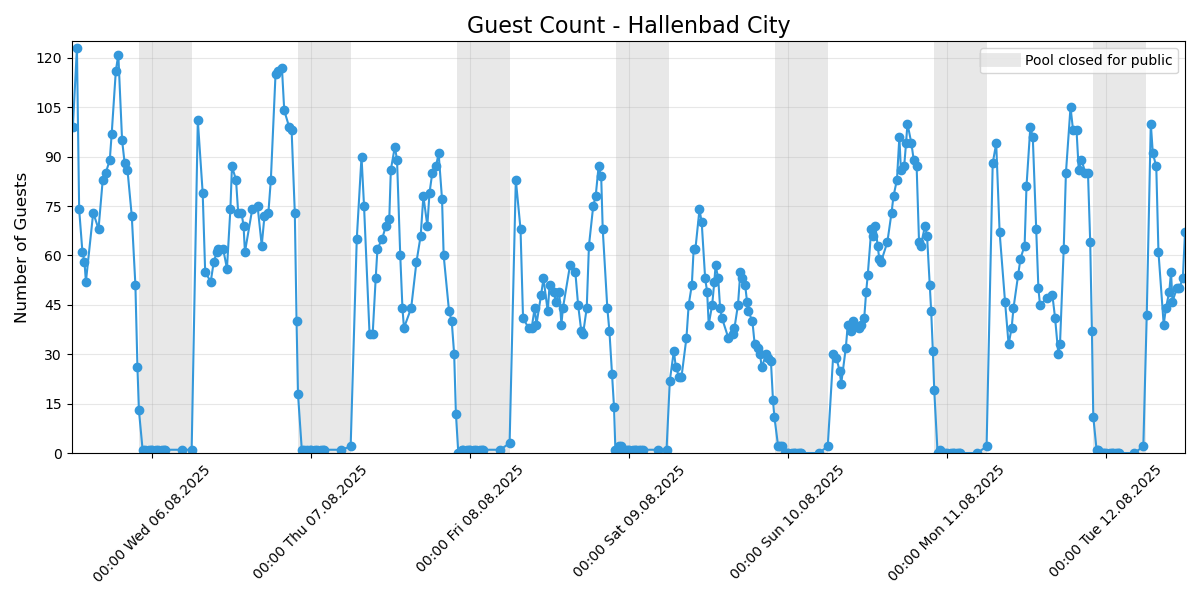 Guest Count - Hallenbad City
Pool closed for public
Number of Guests
120
105
90
75
60
45
30
15
0
00:00 Wed 06.08.2025
00:00 Thu 07.08.2025
00:00 Fri 08.08.2025
00:00 Sat 09.08.2025
00:00 Sun 10.08.2025
00:00 Mon 11.08.2025
00:00 Tue 12.08.2025